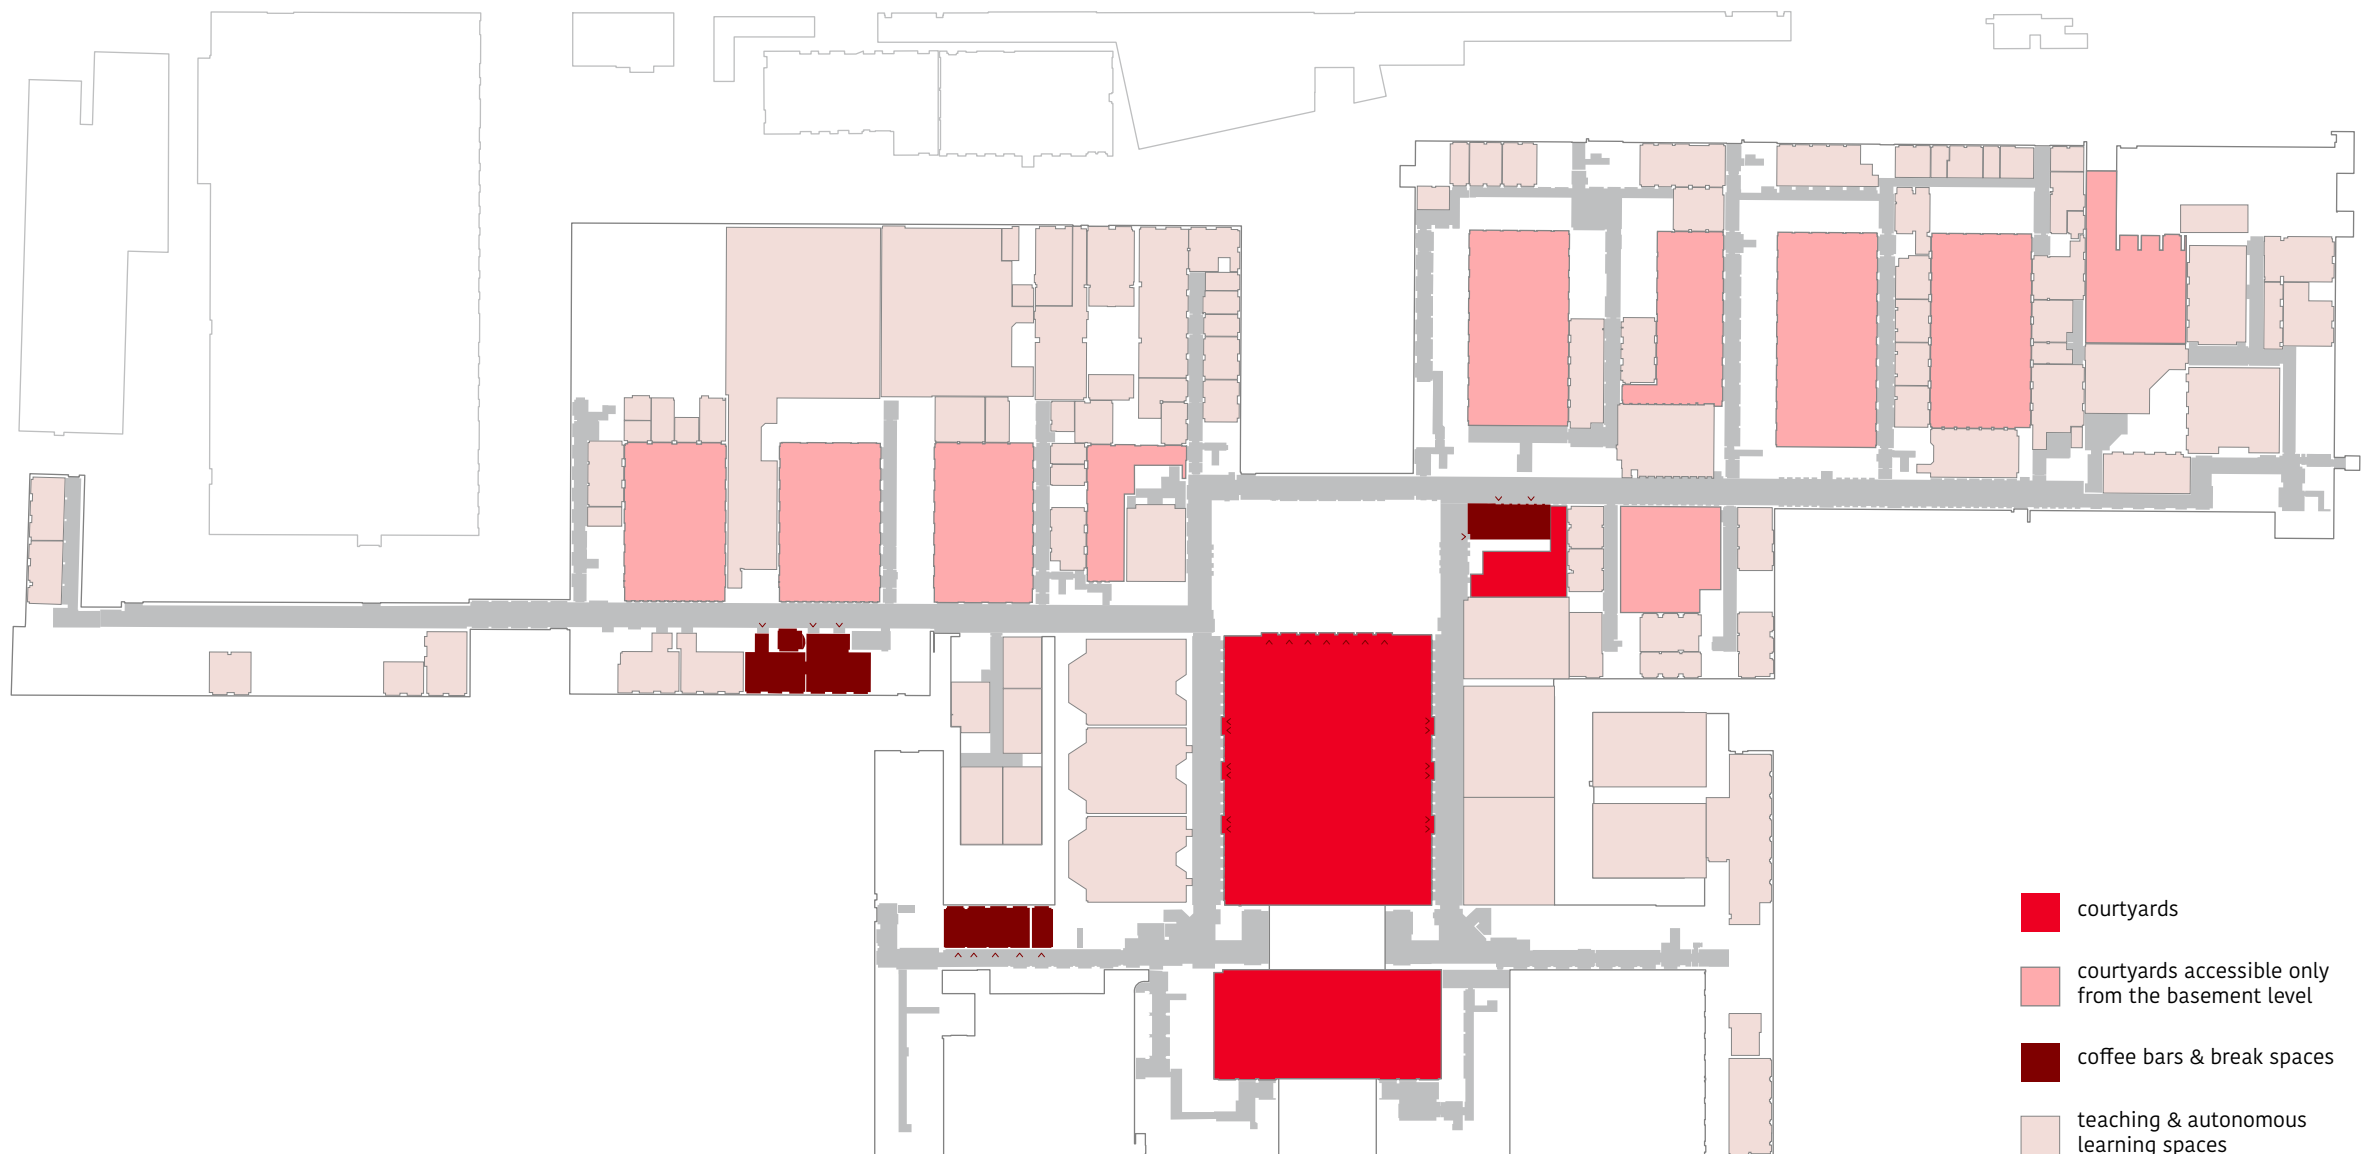 courtyards
courtyards accessible only
from the basement level
coffee bars & break spaces
teaching & autonomous
learning spaces